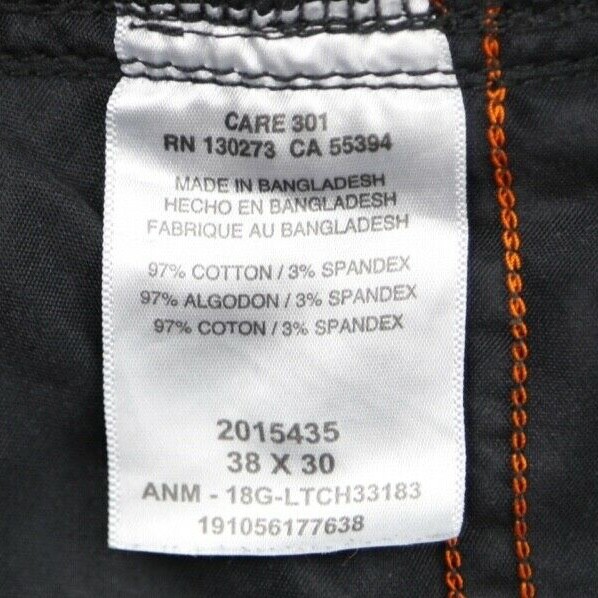 CARE 301
RN 130273 CA 55394
MADE IN BANGLADESH
HECHO EN BANGLADESH
FABRIQUE AU BANGLADESH
97% COTTON / 3% SPANDEX
97% ALGODON / 3% SPANDEX
97% COTON / 3% SPANDEX
2015435
38 X 30
ANM - 18G-LTCH33183
191056177638